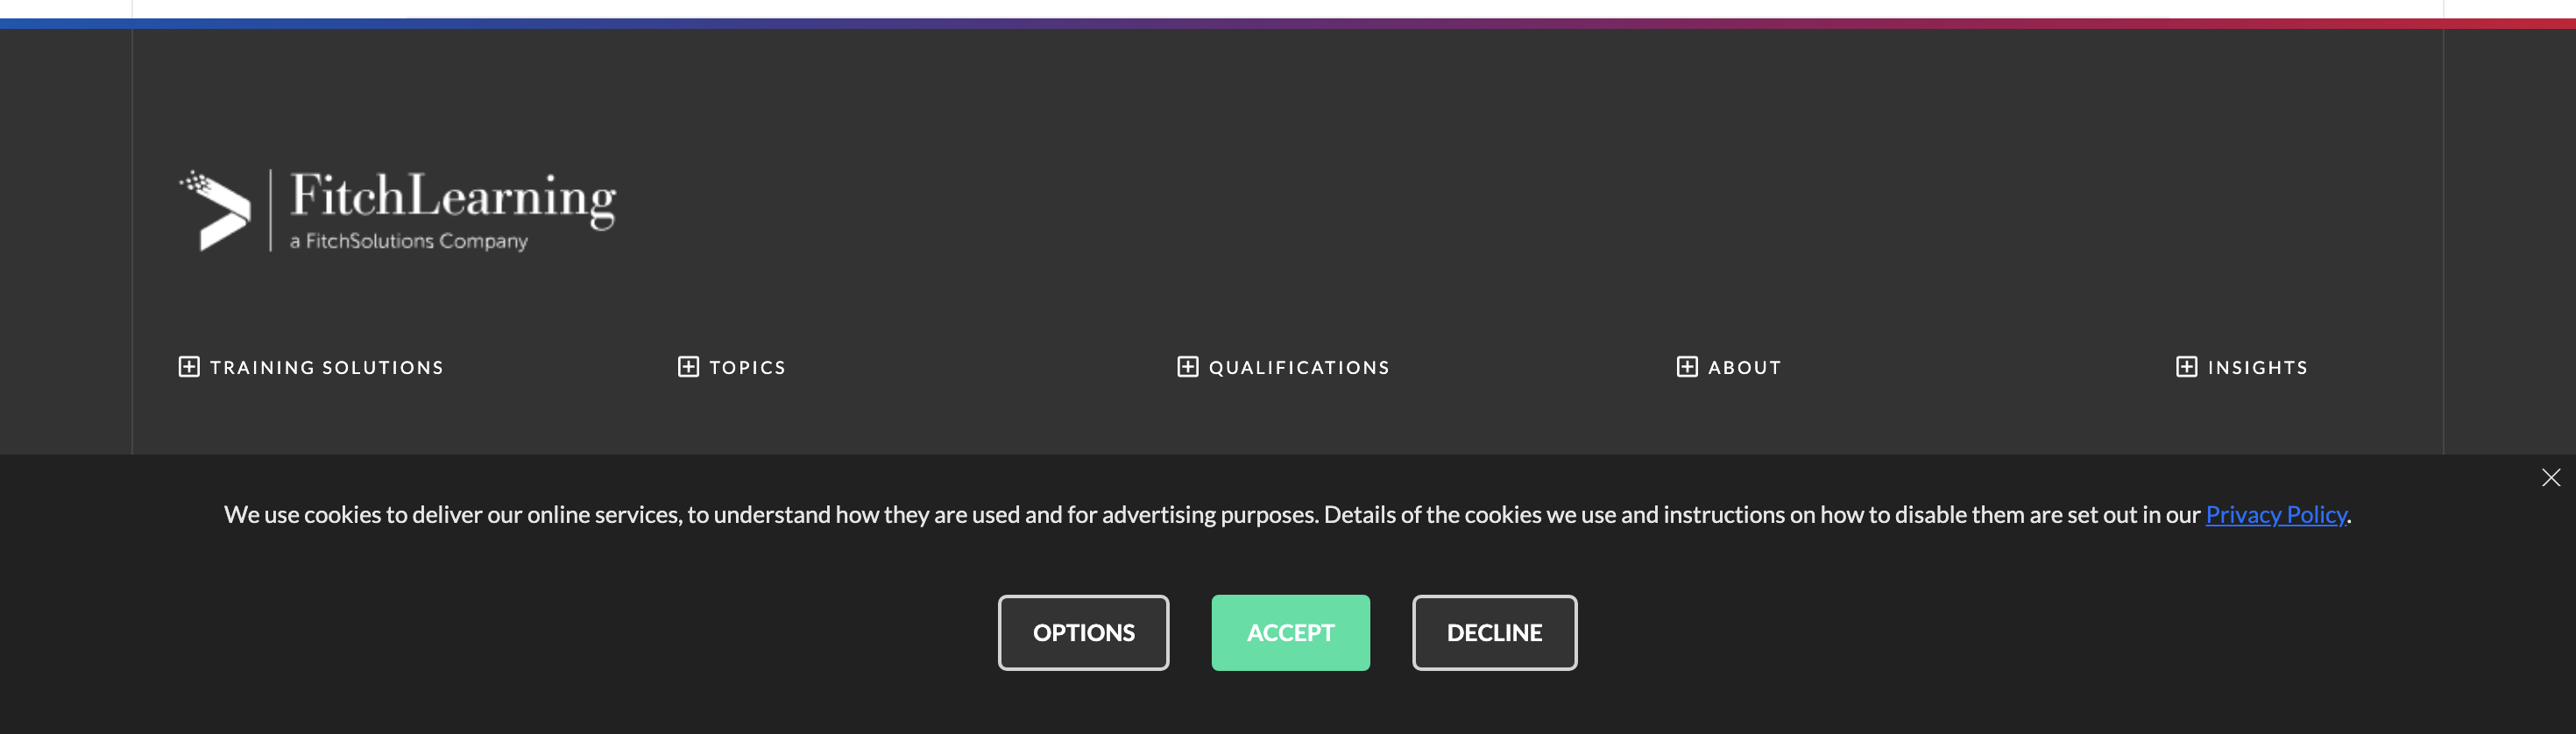 FitchLearning
a FitchSolutions Company
TRAINING SOLUTIONS
TOPICS
QUALIFICATIONS
ABOUT
INSIGHTS
We use cookies to deliver our online services, to understand how they are used and for advertising purposes. Details of the cookies we use and instructions on how to disable them are set out in our Privacy Policy.
OPTIONS
ACCEPT
DECLINE